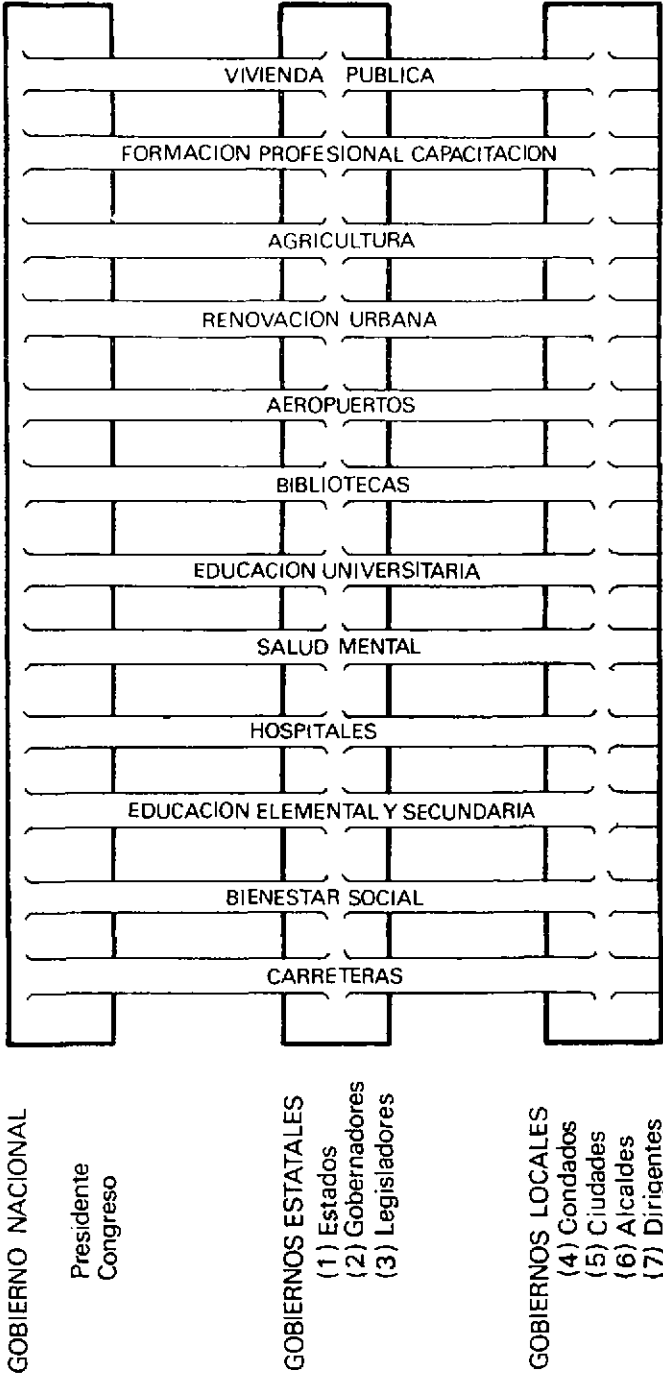 VIVIENDA PUBLICA
FORMACION PROFESIONAL CAPACITACION
AGRICULTURA
RENOVACION URBANA
AEROPUERTOS
BIBLIOTECAS
EDUCACION UNIVERSITARIA
SALUD MENTAL
HOSPITALES
EDUCACION ELEMENTAL Y SECUNDARIA
BIENESTAR SOCIAL
CARRETERAS
GOBIERNO NACIONAL
Presidente
Congreso
GOBIERNOS ESTATALES
(1) Estados
(2) Gobernadores
(3) Legisladores
GOBIERNOS LOCALES
(4) Condados
(5) Ciudades
(6) Alcaldes
(7) Dirigentes